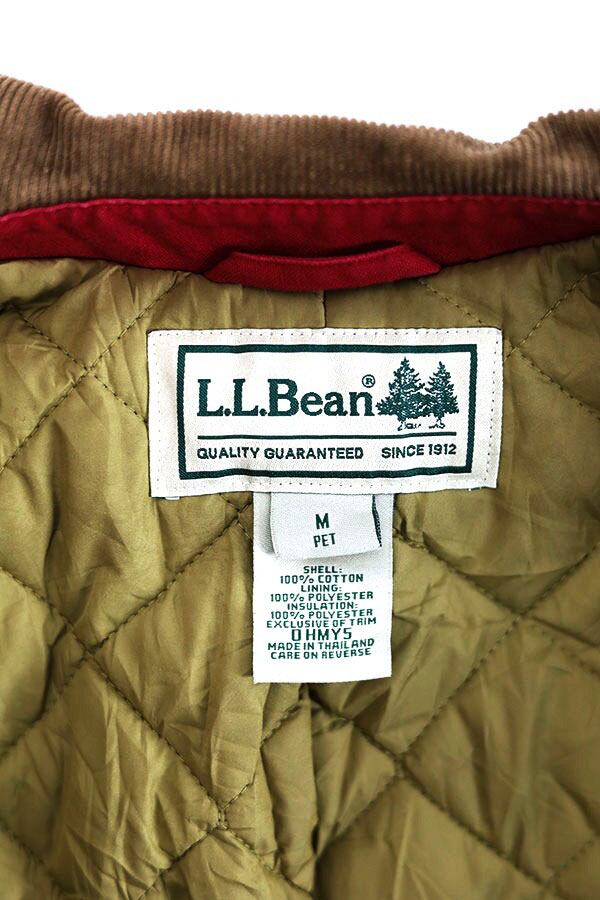 L.L.Bean®
QUALITY GUARANTEED SINCE 1912
M
PET
SHELL:
100% COTTON
LINING:
100% POLYESTER
INSULATION:
100% POLYESTER
EXCLUSIVE OF TRIM
0HMY5
MADE IN THAILAND
CARE ON REVERSE